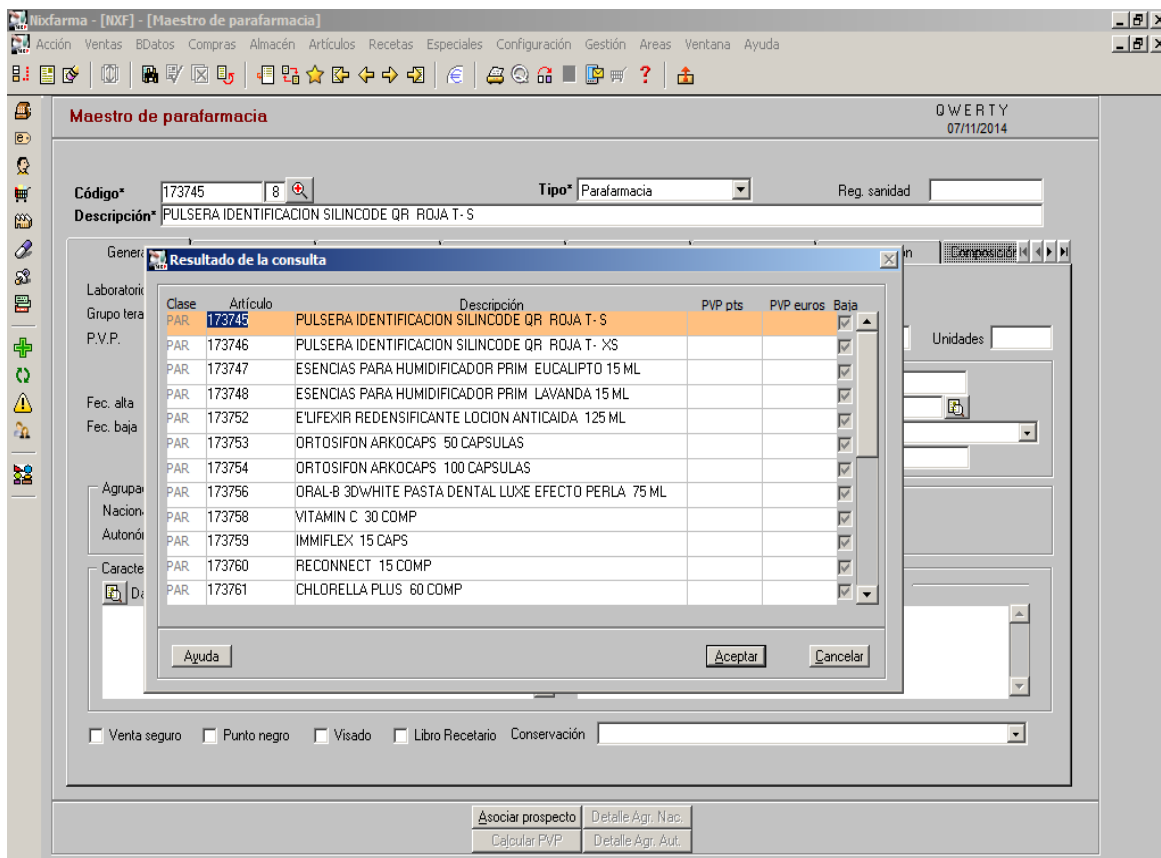 Nixfarma - [NXF] - [Maestro de parafarmacia]
Acción Ventas BDatos Compras Almacén Artículos Recetas Especiales Configuración Gestión Areas Ventana Ayuda
Maestro de parafarmacia
QWERTY
07/11/2014
Código* 173745 8 Tipo* Parafarmacia Reg. sanidad
Descripción* PULSERA IDENTIFICACION SILINCODE QR ROJA T- S
Genera
Composición
Resultado de la consulta
Laboratorio
Grupo tera
P.V.P.
Unidades
Fec. alta
Fec. baja
Agrupa
Nacion
Autonó
Caracte
Clase Artículo Descripción PVP pts PVP euros Baja
PAR 173745 PULSERA IDENTIFICACION SILINCODE QR ROJA T- S
PAR 173746 PULSERA IDENTIFICACION SILINCODE QR ROJA T- XS
PAR 173747 ESENCIAS PARA HUMIDIFICADOR PRIM EUCALIPTO 15 ML
PAR 173748 ESENCIAS PARA HUMIDIFICADOR PRIM LAVANDA 15 ML
PAR 173752 E'LIFEXIR REDENSIFICANTE LOCION ANTICAIDA 125 ML
PAR 173753 ORTOSIFON ARKOCAPS 50 CAPSULAS
PAR 173754 ORTOSIFON ARKOCAPS 100 CAPSULAS
PAR 173756 ORAL-B 3DWHITE PASTA DENTAL LUXE EFECTO PERLA 75 ML
PAR 173758 VITAMIN C 30 COMP
PAR 173759 IMMIFLEX 15 CAPS
PAR 173760 RECONNECT 15 COMP
PAR 173761 CHLORELLA PLUS 60 COMP
Ayuda Aceptar Cancelar
Venta seguro Punto negro Visado Libro Recetario Conservación
Asociar prospecto Detalle Agr. Nac.
Calcular PVP Detalle Agr. Aut.